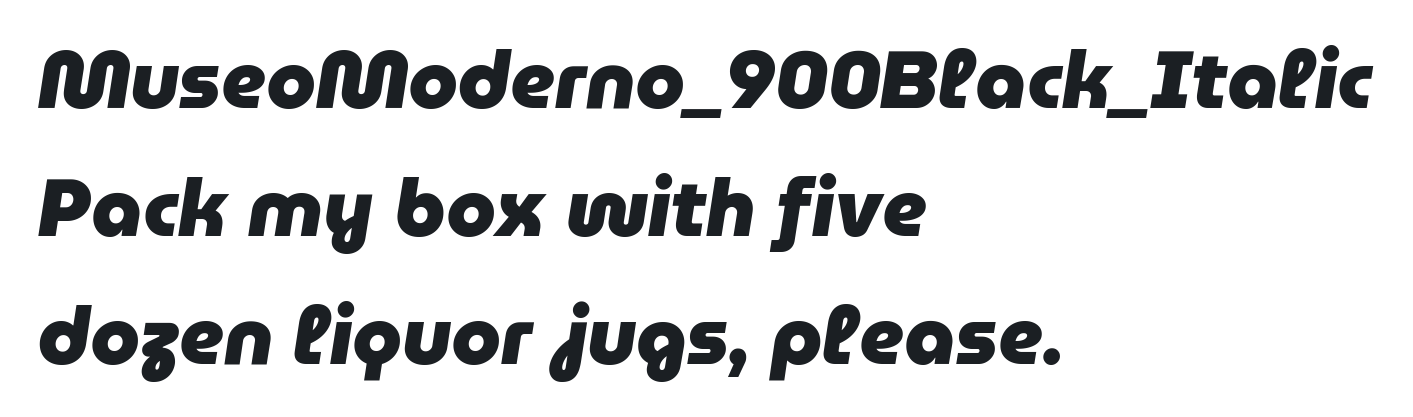 MuseoModerno_900Black_Italic
Pack my box with five
dozen liquor jugs, please.